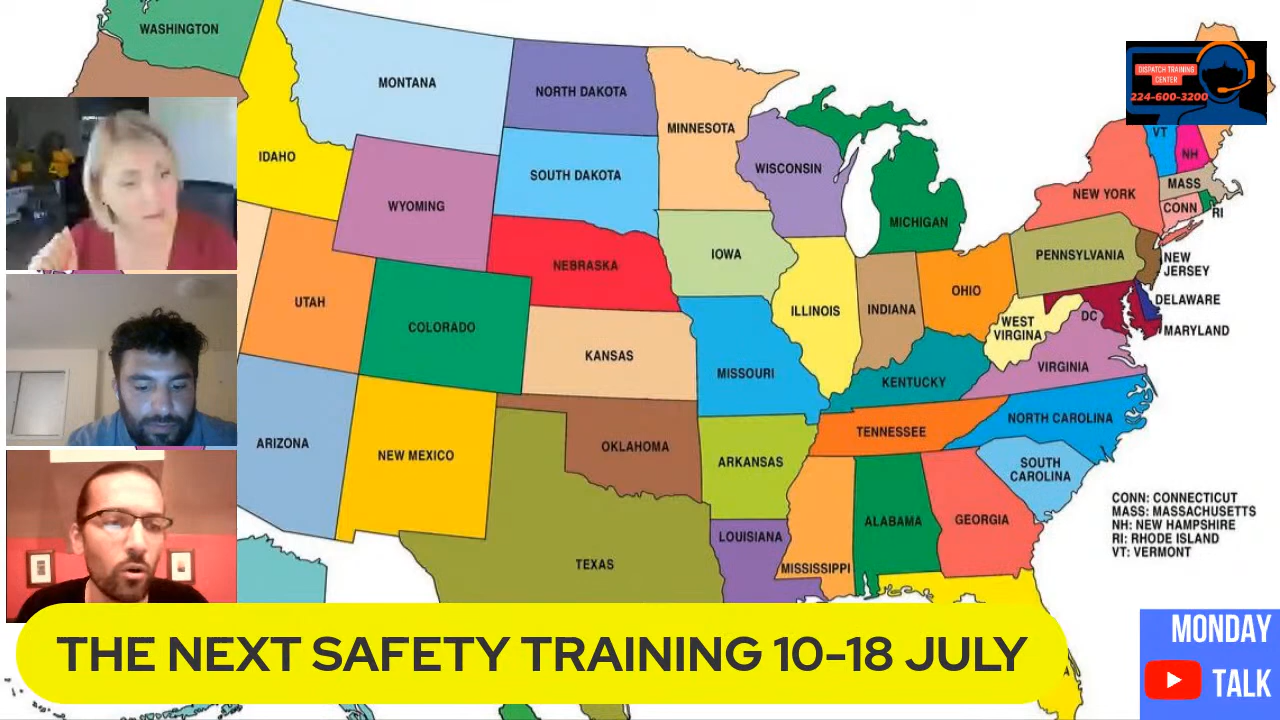 WASHINGTON
MONTANA
NORTH DAKOTA
MINNESOTA
IDAHO
WYOMING
SOUTH DAKOTA
WISCONSIN
MICHIGAN
NEW YORK
VT
NH
MASS
CONN
RI
DISPATCH TRAINING
CENTER
224-600-3200
NEBRASKA
IOWA
PENNSYLVANIA
NEW
JERSEY
UTAH
COLORADO
KANSAS
ILLINOIS
INDIANA
OHIO
WEST
VIRGINA
DC
DELAWARE
MARYLAND
MISSOURI
KENTUCKY
VIRGINIA
ARIZONA
NEW MEXICO
OKLAHOMA
ARKANSAS
TENNESSEE
NORTH CAROLINA
SOUTH
CAROLINA
TEXAS
LOUISIANA
MISSISSIPPI
ALABAMA
GEORGIA
CONN: CONNECTICUT
MASS: MASSACHUSETTS
NH: NEW HAMPSHIRE
RI: RHODE ISLAND
VT: VERMONT
THE NEXT SAFETY TRAINING 10-18 JULY
MONDAY
TALK